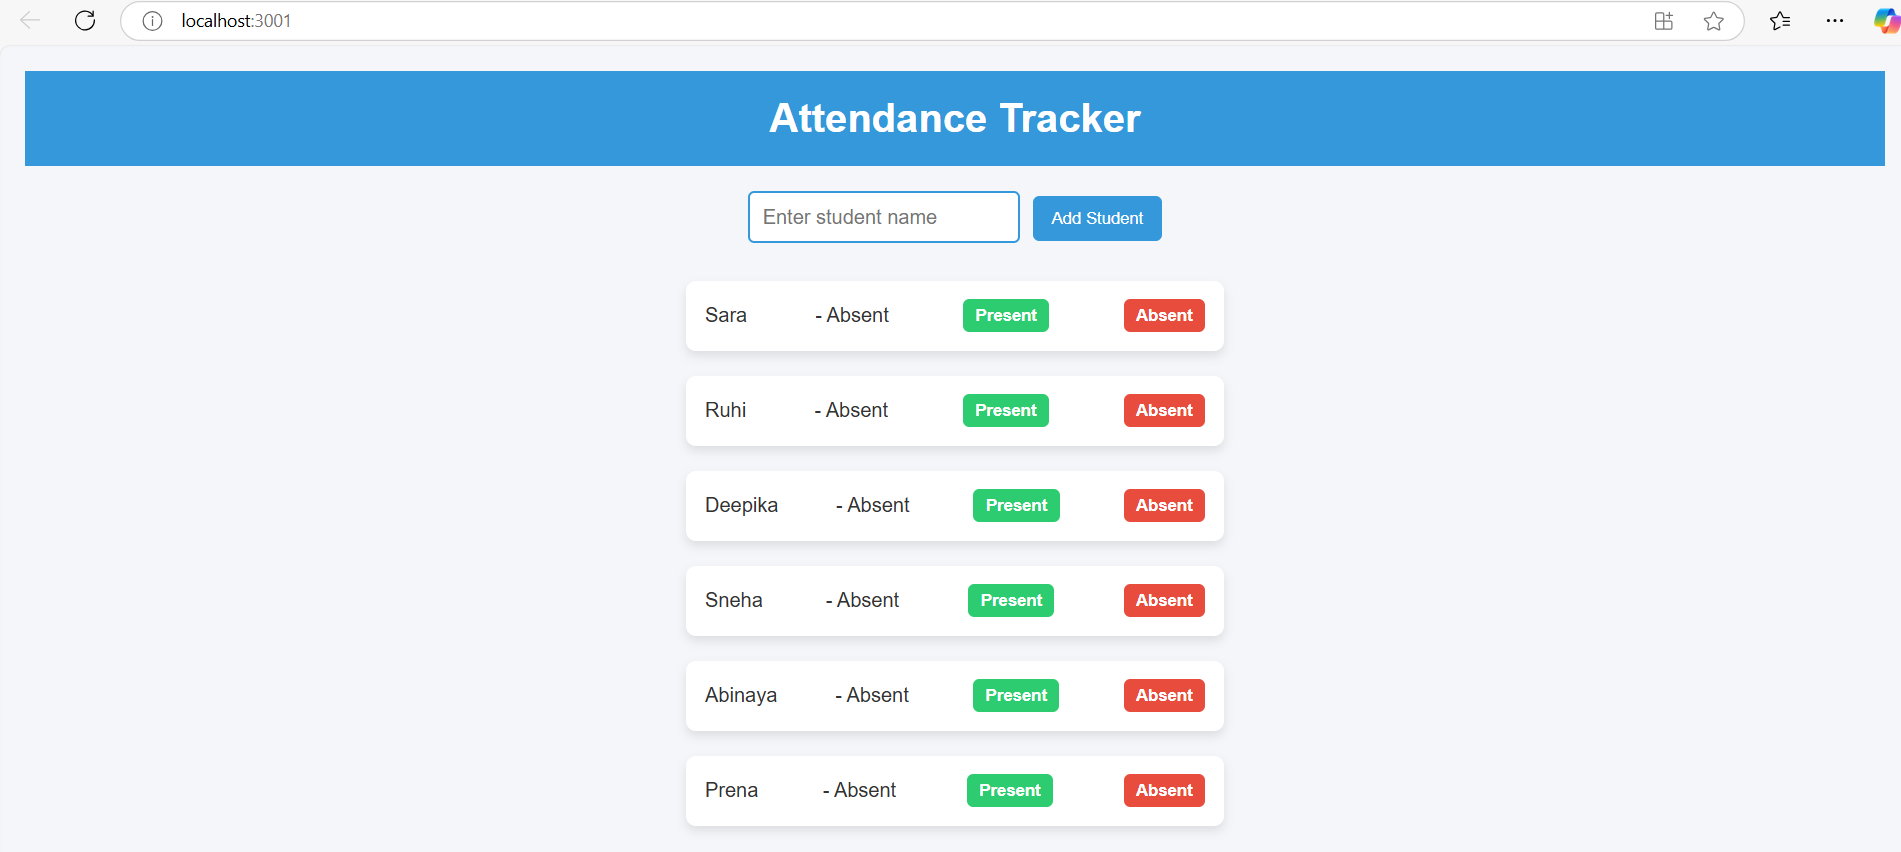 localhost:3001
Attendance Tracker
Enter student name Add Student
Sara - Absent Present Absent
Ruhi - Absent Present Absent
Deepika - Absent Present Absent
Sneha - Absent Present Absent
Abinaya - Absent Present Absent
Prena - Absent Present Absent